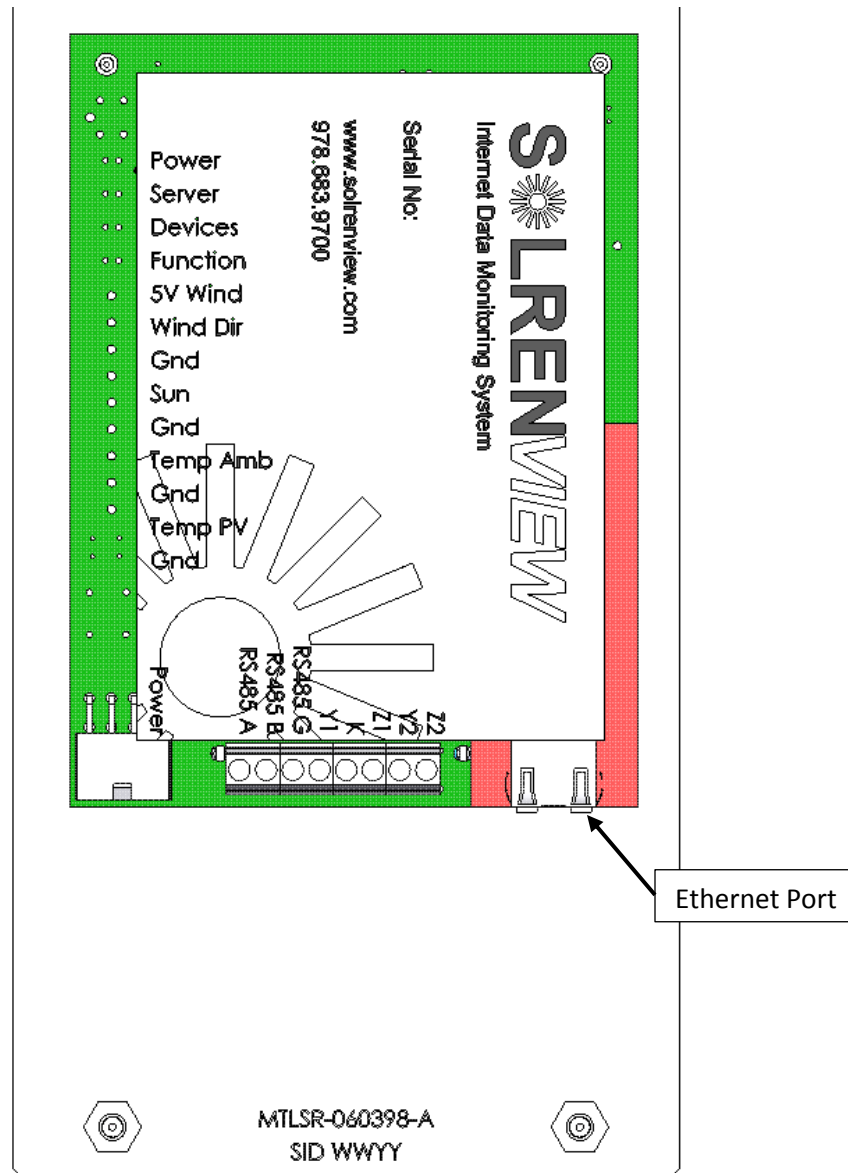 SOLRENVIEW
Internet Data Monitoring System
Serial No:
www.solrenview.com
978.683.9700
Power
Server
Devices
Function
5V Wind
Wind Dir
Gnd
Sun
Gnd
Temp Amb
Gnd
Temp PV
Gnd
Power
RS485 A
RS485 B
RS485 G
Y1
K
Z1
Y2
Z2
Ethernet Port
MTLSR-060398-A
SID WWYY